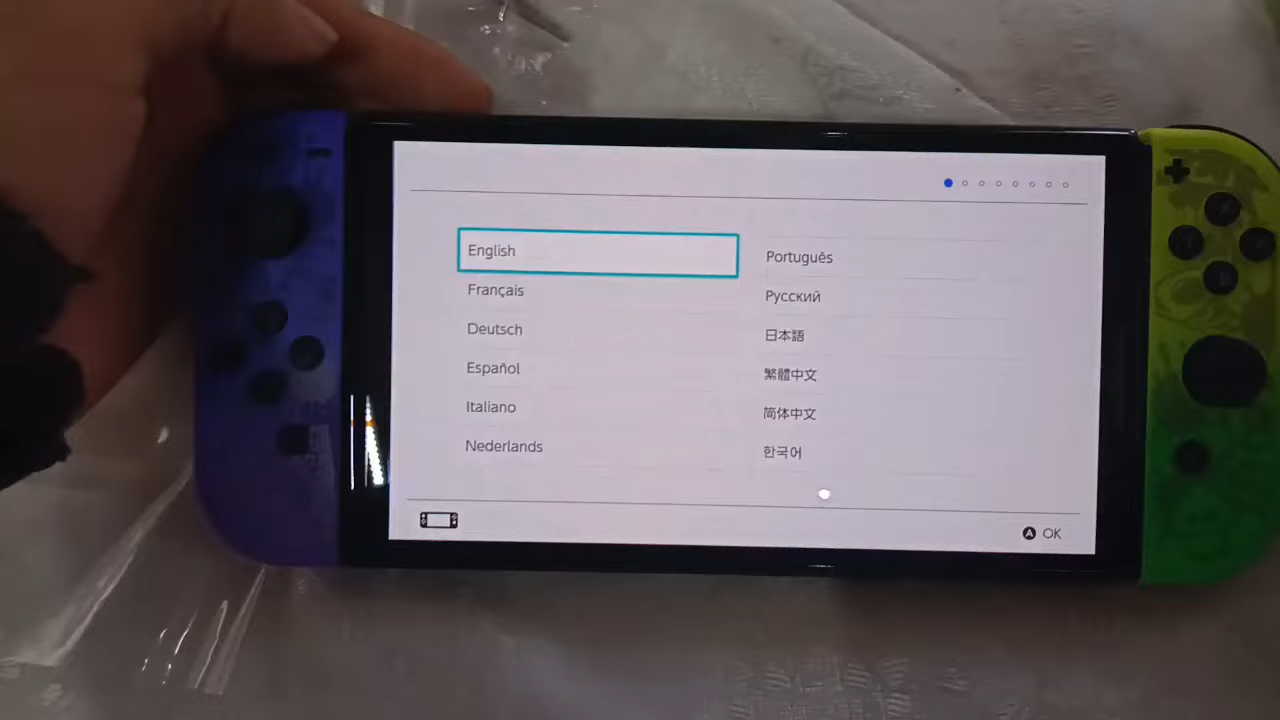 English
Français
Deutsch
Español
Italiano
Nederlands
Português
Русский
日本語
繁體中文
简体中文
한국어
A OK